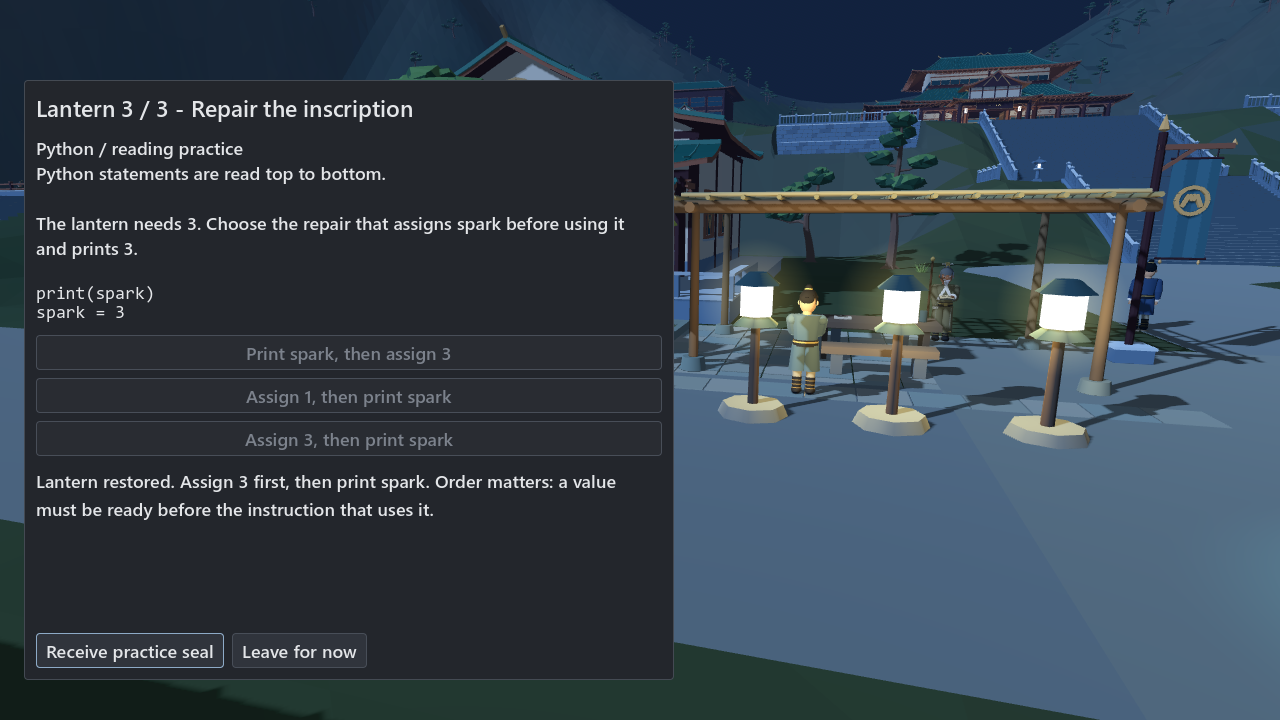 Lantern 3 / 3 - Repair the inscription
Python / reading practice
Python statements are read top to bottom.
The lantern needs 3. Choose the repair that assigns spark before using it
and prints 3.
print(spark)
spark = 3
Print spark, then assign 3
Assign 1, then print spark
Assign 3, then print spark
Lantern restored. Assign 3 first, then print spark. Order matters: a value
must be ready before the instruction that uses it.
Receive practice seal
Leave for now